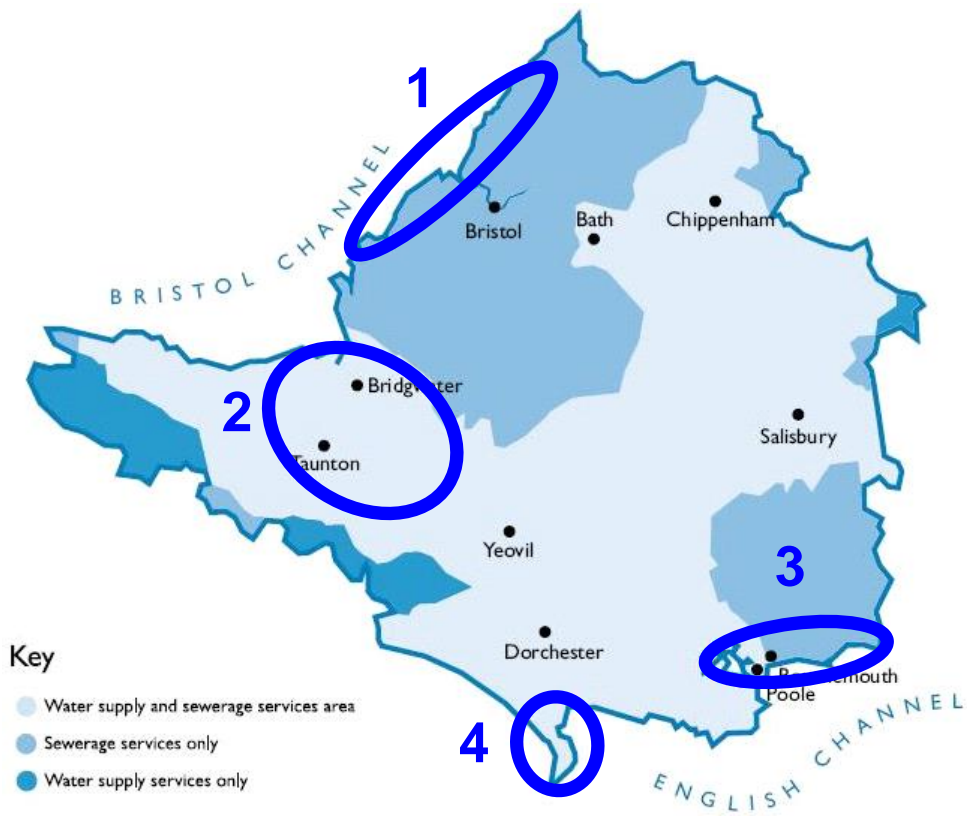 1
BRISTOL CHANNEL
Bristol
Bath
Chippenham
2
Bridgwater
Taunton
Salisbury
Yeovil
3
Dorchester
Bournemouth
Poole
4
ENGLISH CHANNEL
Key
Water supply and sewerage services area
Sewerage services only
Water supply services only